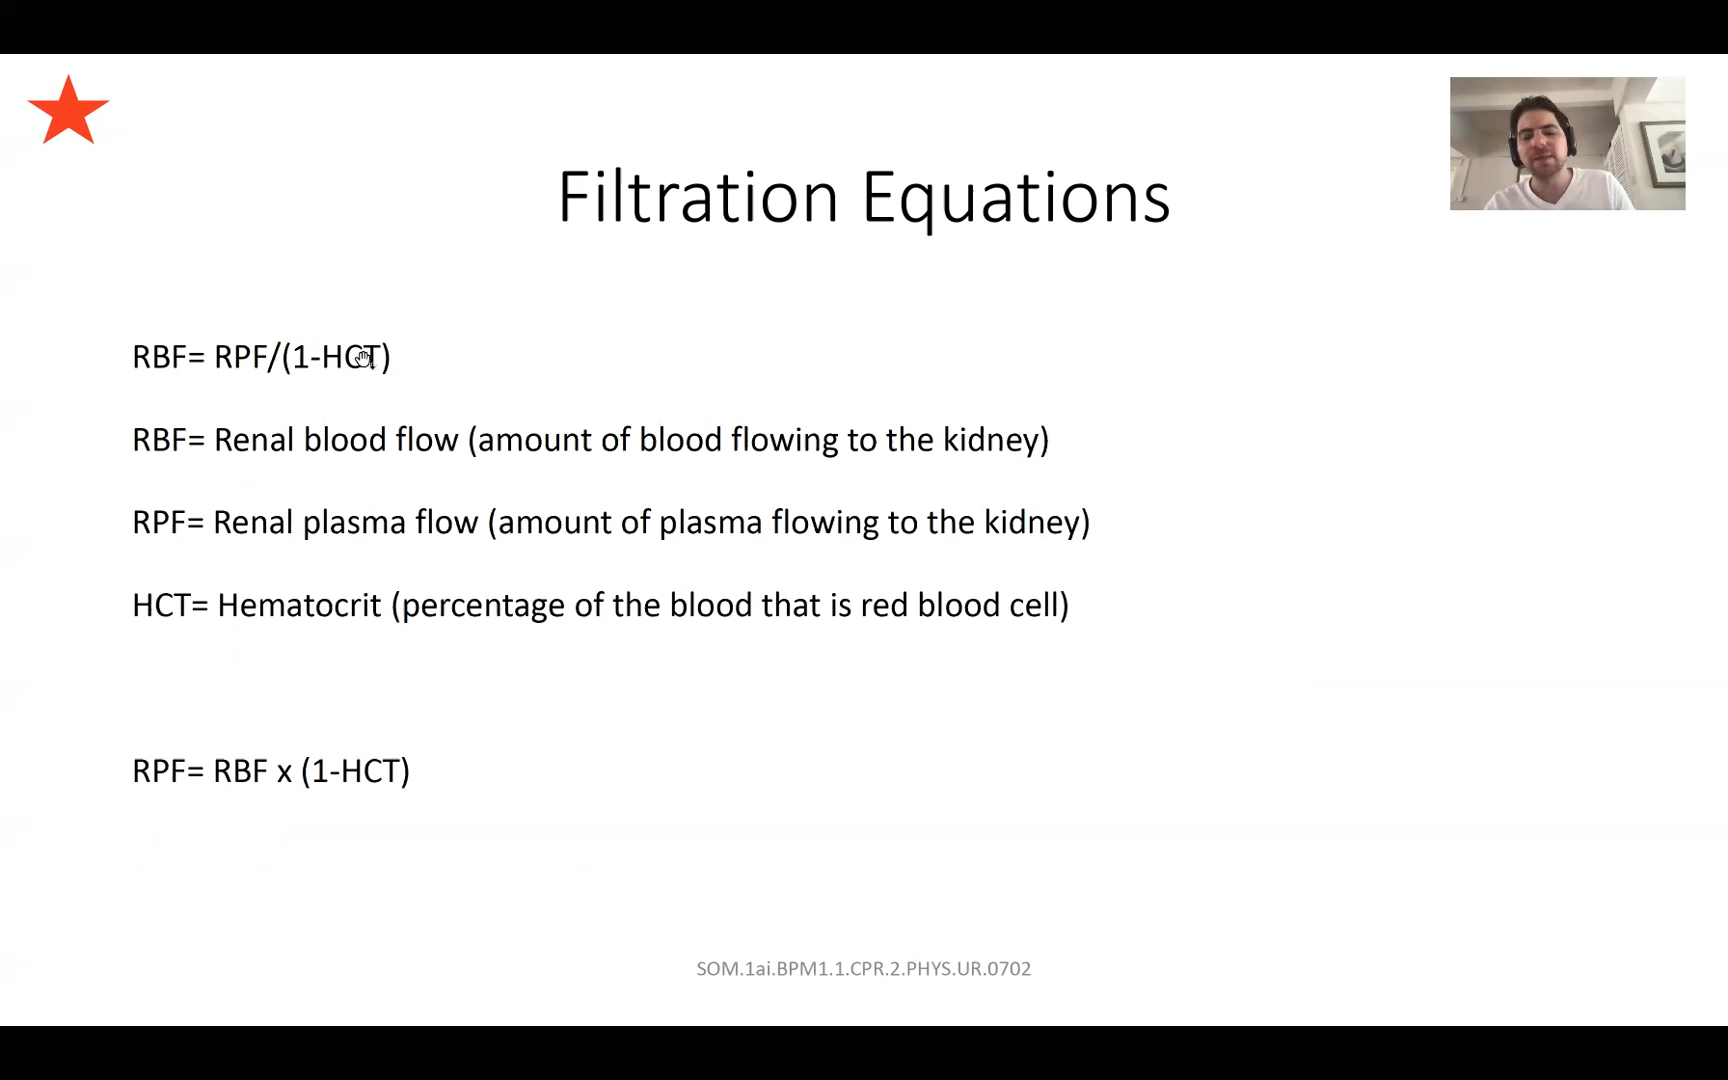 Filtration Equations
RBF= RPF/(1-HCT)
RBF= Renal blood flow (amount of blood flowing to the kidney)
RPF= Renal plasma flow (amount of plasma flowing to the kidney)
HCT= Hematocrit (percentage of the blood that is red blood cell)
RPF= RBF x (1-HCT)
SOM.1ai.BPM1.1.CPR.2.PHYS.UR.0702